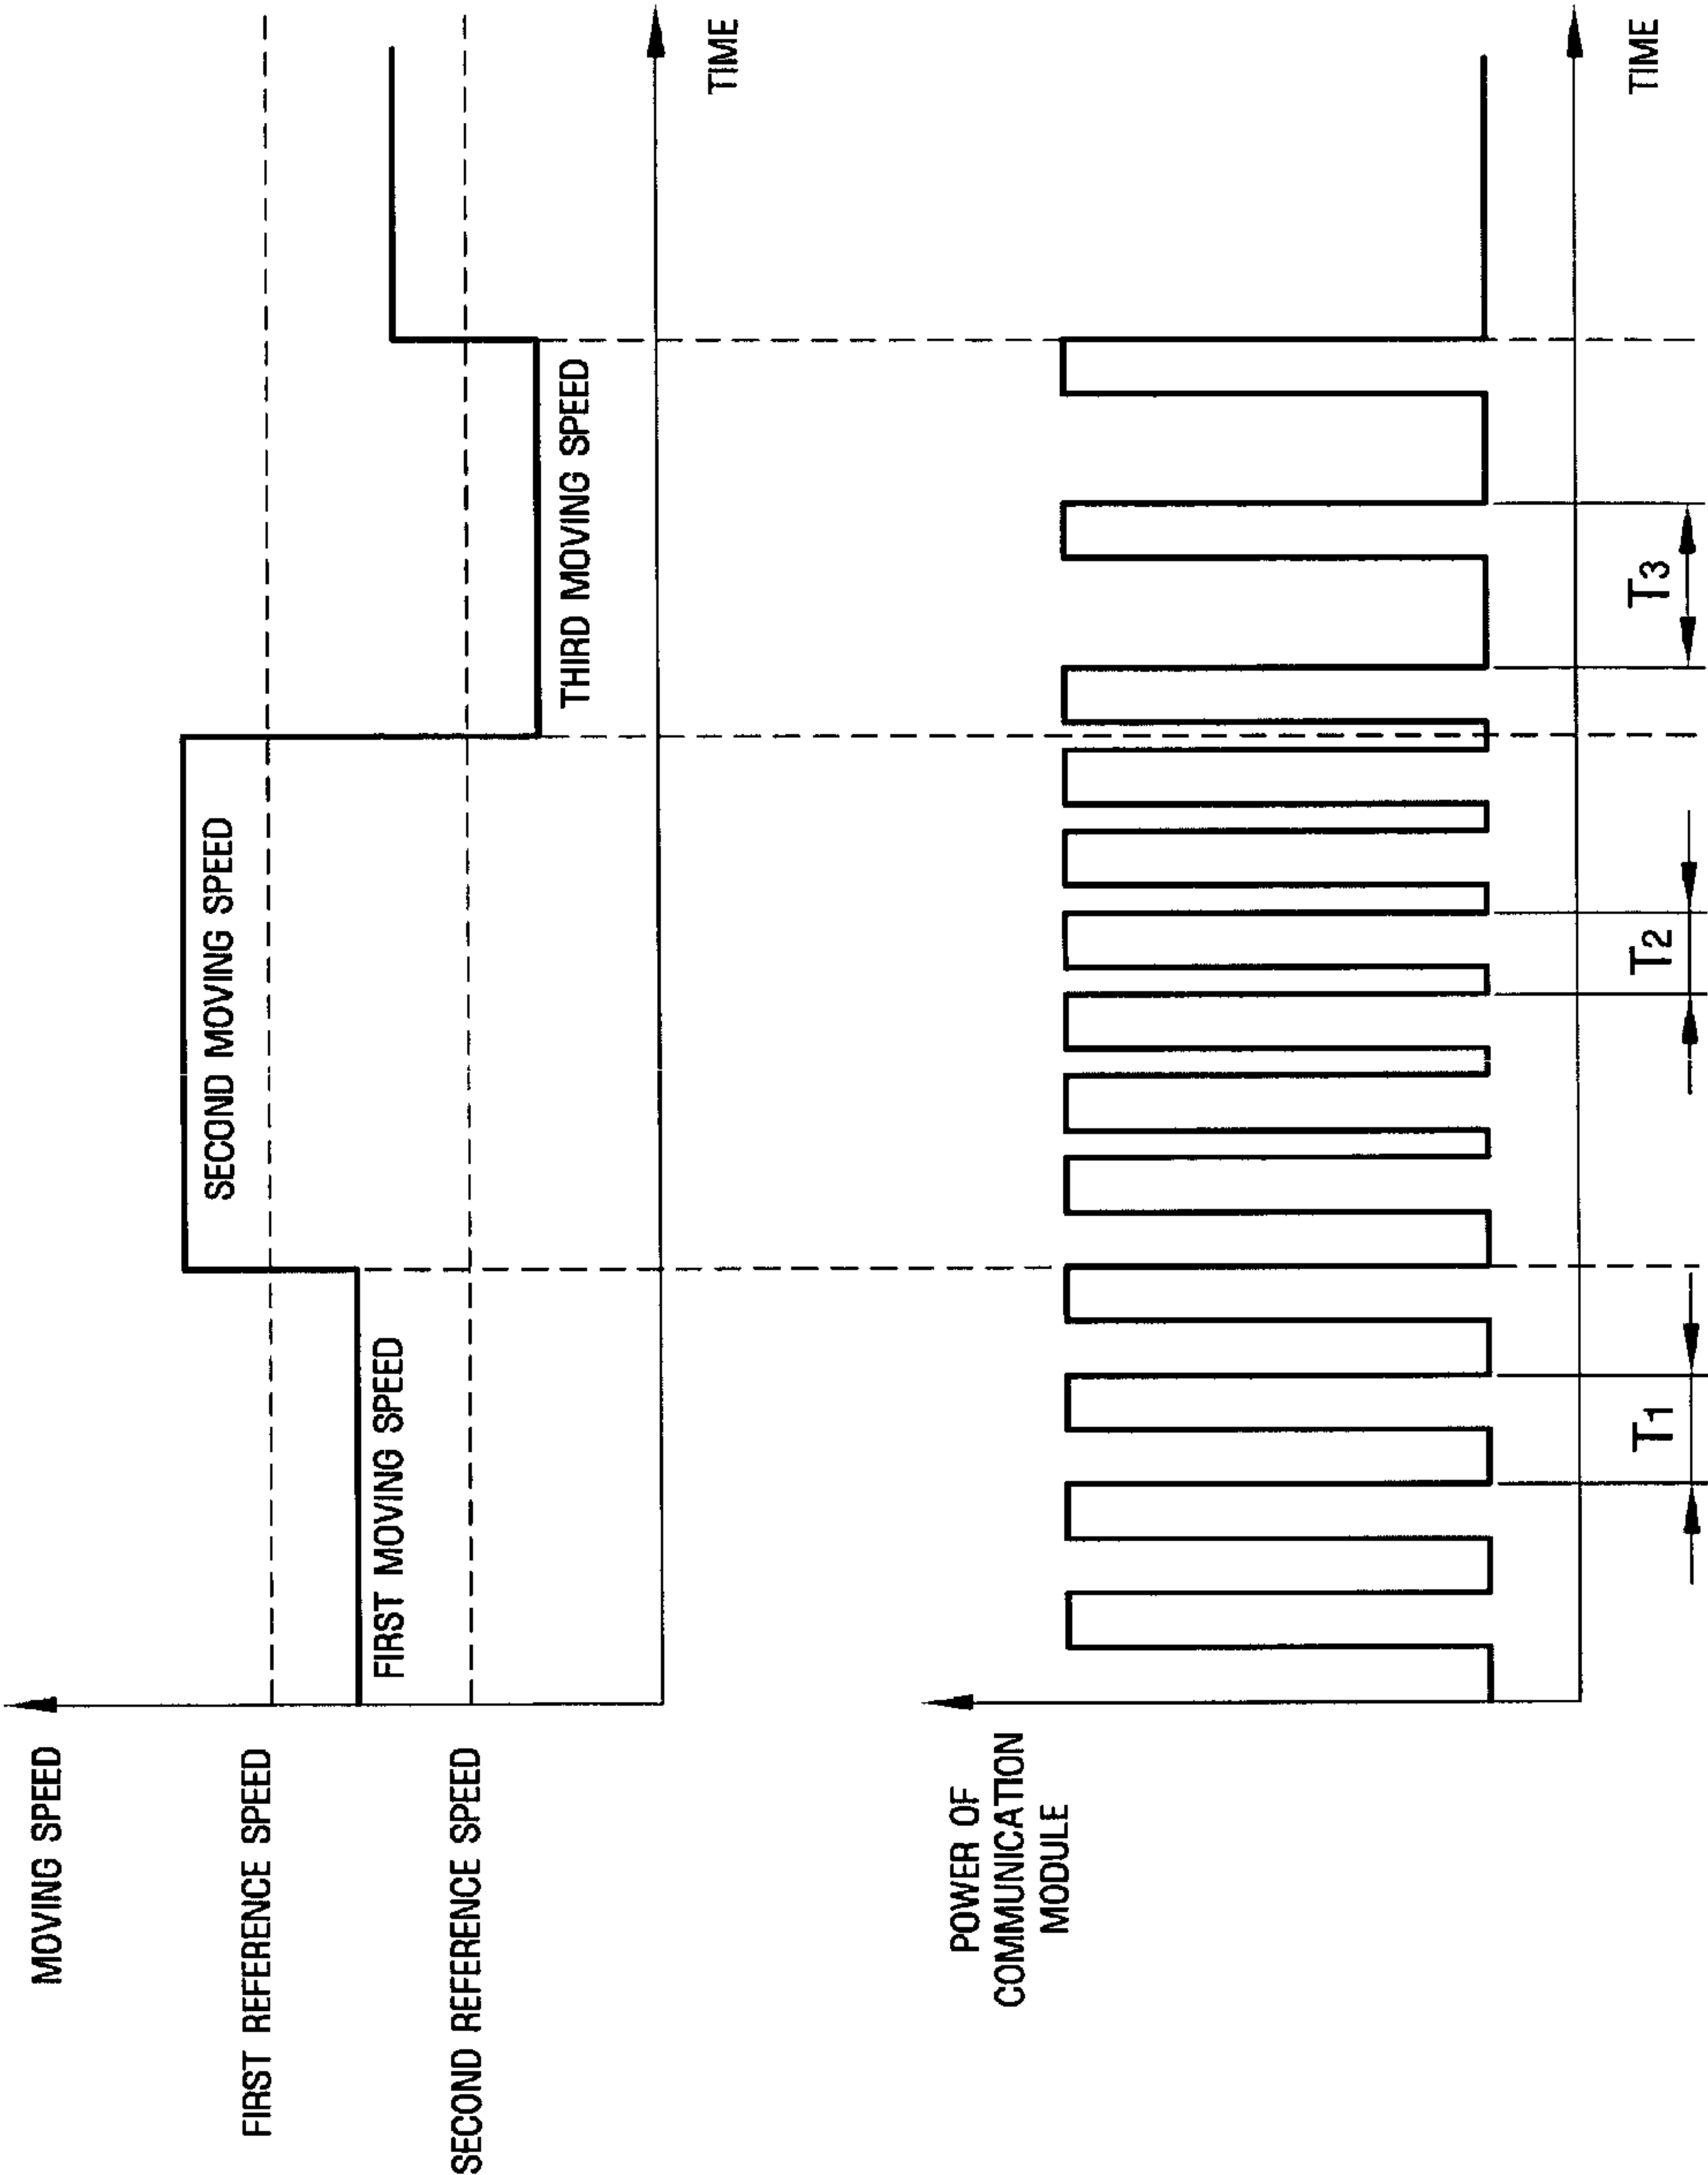 MOVING SPEED
FIRST REFERENCE SPEED
SECOND REFERENCE SPEED
FIRST MOVING SPEED
SECOND MOVING SPEED
THIRD MOVING SPEED
TIME
POWER OF
COMMUNICATION
MODULE
T1
T2
T3
TIME